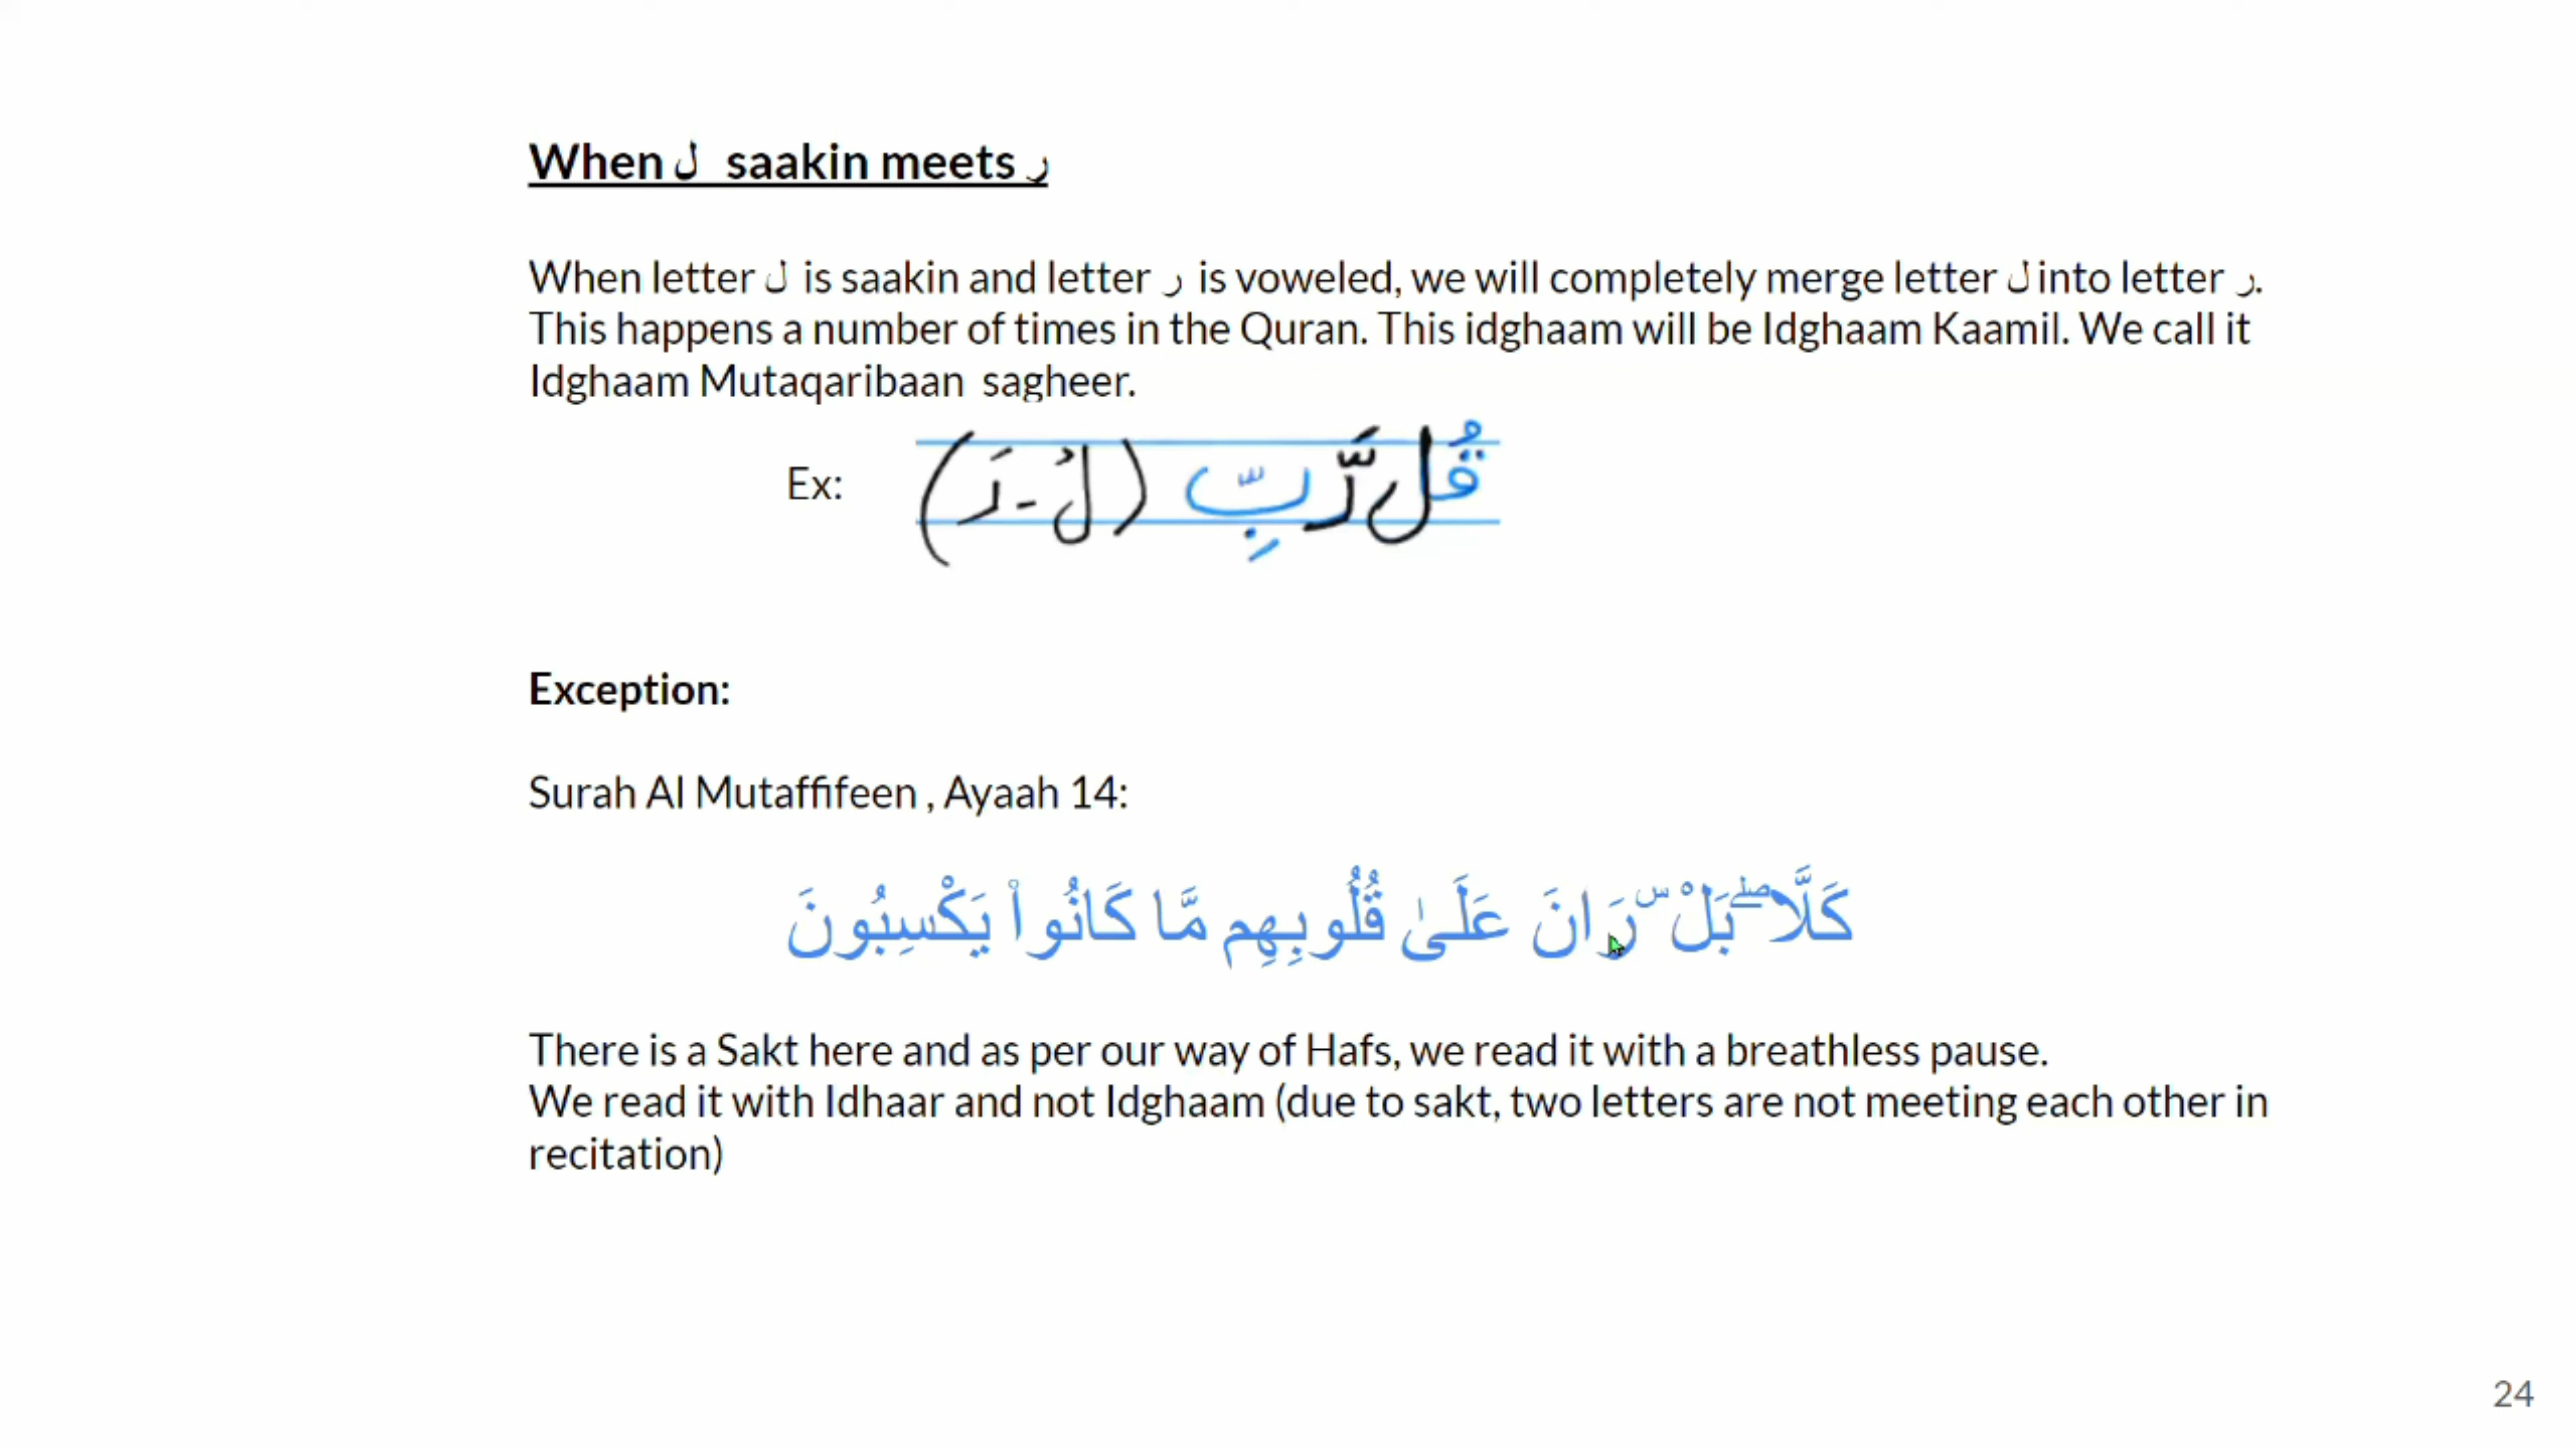 When ل saakin meets ر
When letter ل is saakin and letter ر is voweled, we will completely merge letter ل into letter ر.
This happens a number of times in the Quran. This idghaam will be Idghaam Kaamil. We call it
Idghaam Mutaqaribaan sagheer.
Ex: قُل رَّبِّ (لْ - رَ)
Exception:
Surah Al Mutaffifeen , Ayaah 14:
كَلَّا ۖ بَلْ ۜ رَانَ عَلَىٰ قُلُوبِهِم مَّا كَانُوا۟ يَكْسِبُونَ
There is a Sakt here and as per our way of Hafs, we read it with a breathless pause.
We read it with Idhaar and not Idghaam (due to sakt, two letters are not meeting each other in
recitation)
24